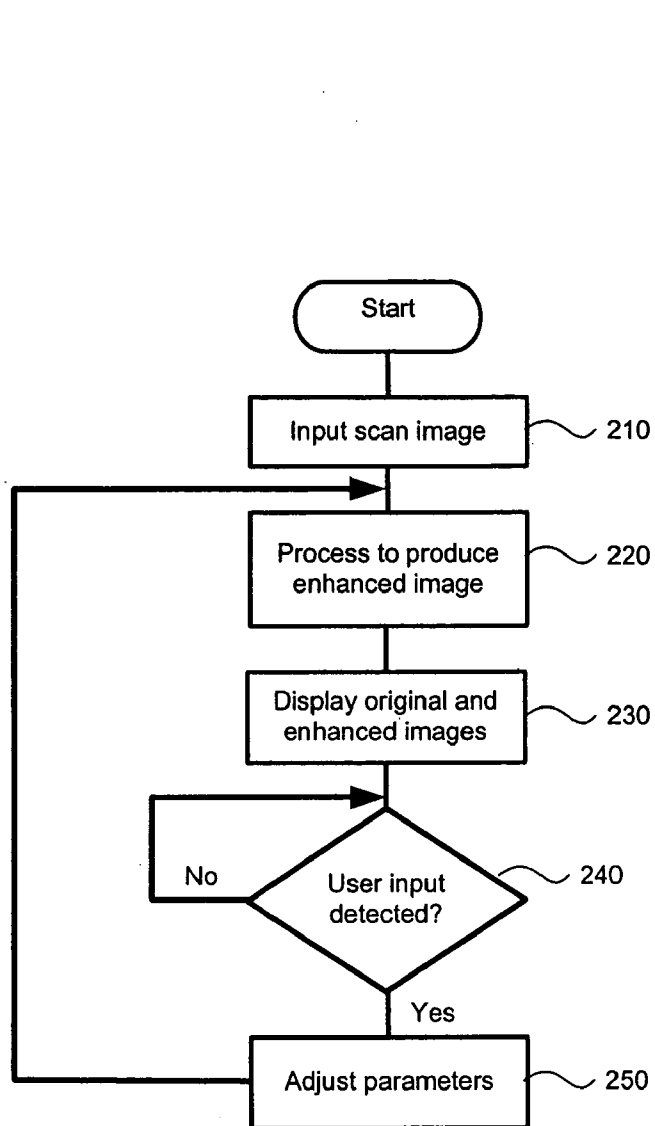 Start
Input scan image
210
Process to produce
enhanced image
220
Display original and
enhanced images
230
No
User input
detected?
240
Yes
Adjust parameters
250